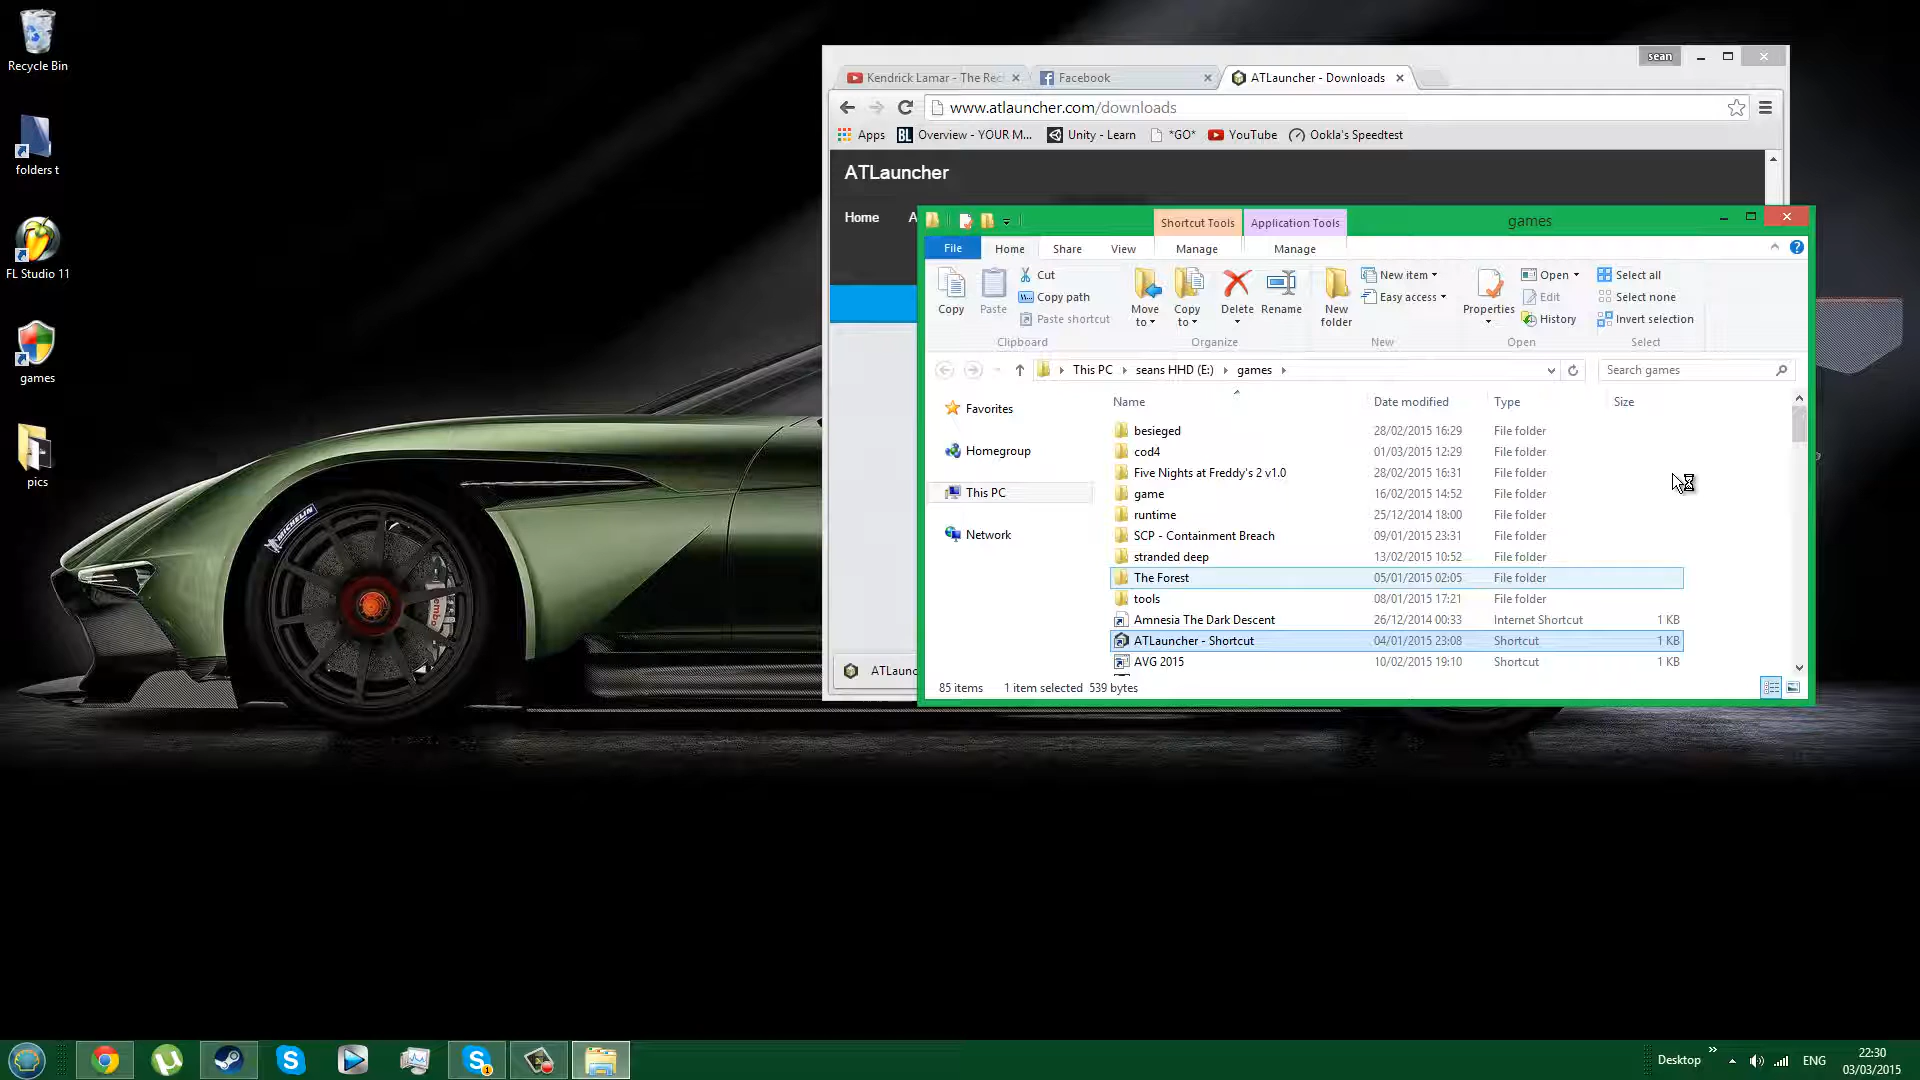 Recycle Bin
folders t
FL Studio 11
games
pics
MICHELIN
sean
Kendrick Lamar - The Rec
Facebook
ATLauncher - Downloads
www.atlauncher.com/downloads
Apps
Overview - YOUR M...
Unity - Learn
*GO*
YouTube
Ookla's Speedtest
ATLauncher
Home A
ATLaunc
Shortcut Tools
Application Tools
games
File
Home
Share
View
Manage
Manage
Copy
Paste
Cut
Copy path
Paste shortcut
Clipboard
Move to
Copy to
Delete
Rename
Organize
New folder
New item
Easy access
New
Properties
Open
Edit
History
Open
Select all
Select none
Invert selection
Select
This PC
seans HHD (E:)
games
Search games
Favorites
Homegroup
This PC
Network
Name Date modified Type Size
besieged 28/02/2015 16:29 File folder
cod4 01/03/2015 12:29 File folder
Five Nights at Freddy's 2 v1.0 28/02/2015 16:31 File folder
game 16/02/2015 14:52 File folder
runtime 25/12/2014 18:00 File folder
SCP - Containment Breach 09/01/2015 23:31 File folder
stranded deep 13/02/2015 10:52 File folder
The Forest 05/01/2015 02:05 File folder
tools 08/01/2015 17:21 File folder
Amnesia The Dark Descent 26/12/2014 00:33 Internet Shortcut 1 KB
ATLauncher - Shortcut 04/01/2015 23:08 Shortcut 1 KB
AVG 2015 10/02/2015 19:10 Shortcut 1 KB
85 items 1 item selected 539 bytes
Desktop
ENG
22:30
03/03/2015